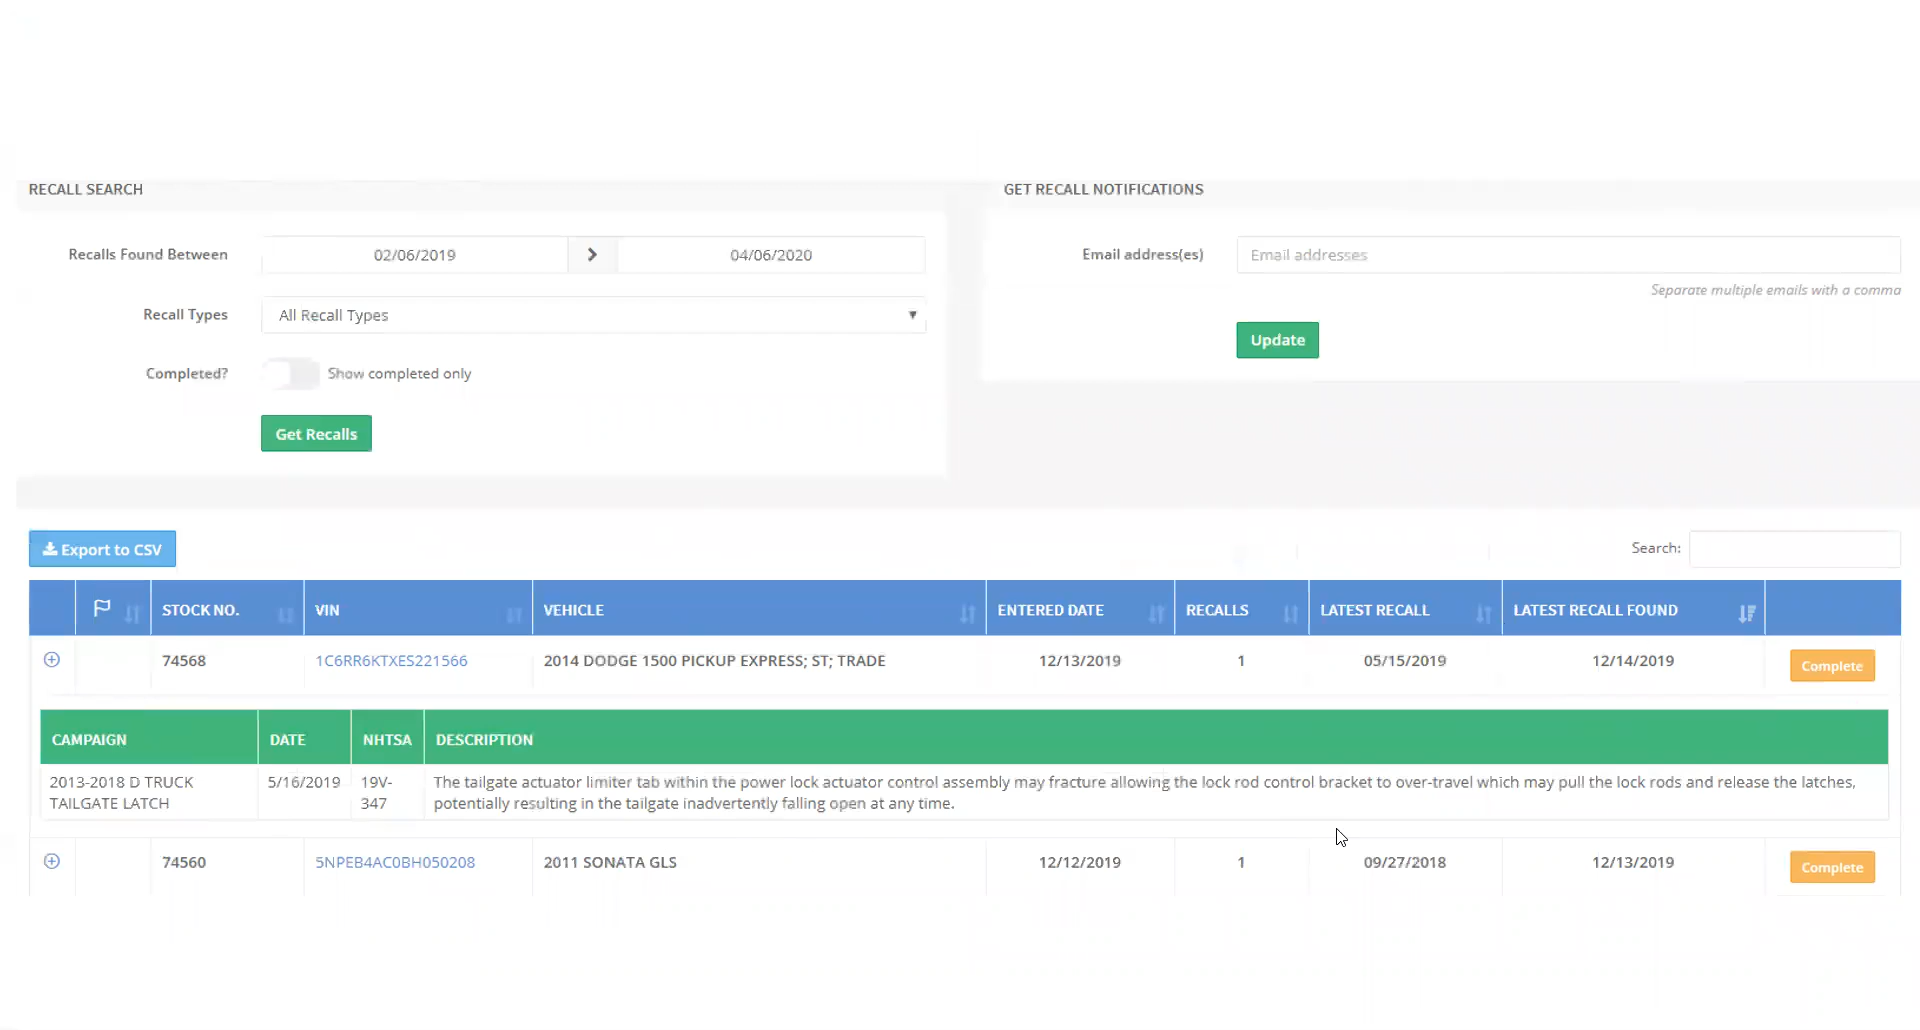 RECALL SEARCH
GET RECALL NOTIFICATIONS
Recalls Found Between
02/06/2019
04/06/2020
Email address(es)
Email addresses
Separate multiple emails with a comma
Recall Types
All Recall Types
Update
Completed?
Show completed only
Get Recalls
Export to CSV
Search:
STOCK NO. VIN VEHICLE ENTERED DATE RECALLS LATEST RECALL LATEST RECALL FOUND
74568 1C6RR6KTXES221566 2014 DODGE 1500 PICKUP EXPRESS; ST; TRADE 12/13/2019 1 05/15/2019 12/14/2019 Complete
CAMPAIGN DATE NHTSA DESCRIPTION
2013-2018 D TRUCK
TAILGATE LATCH
5/16/2019
19V-
347
The tailgate actuator limiter tab within the power lock actuator control assembly may fracture allowing the lock rod control bracket to over-travel which may pull the lock rods and release the latches,
potentially resulting in the tailgate inadvertently falling open at any time.
74560 5NPEB4AC0BH050208 2011 SONATA GLS 12/12/2019 1 09/27/2018 12/13/2019 Complete